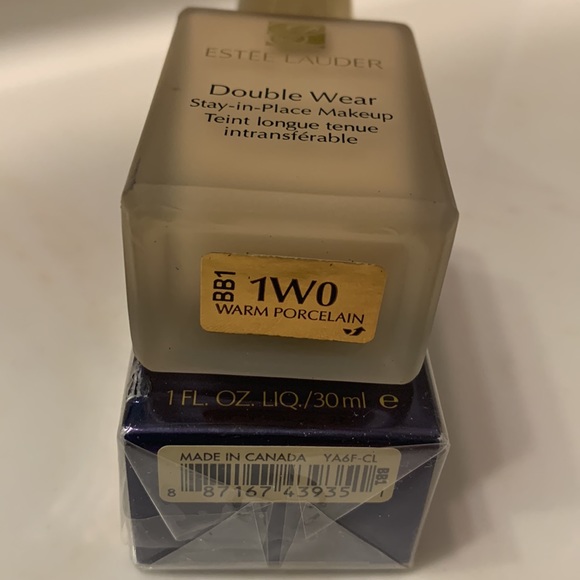 ESTĒE LAUDER
Double Wear
Stay-in-Place Makeup
Teint longue tenue
intransférable
BB1
1W0
WARM PORCELAIN
1 FL. OZ. LIQ./30 ml e
MADE IN CANADA YA6F-CL
BB1
8 87167 43935 1